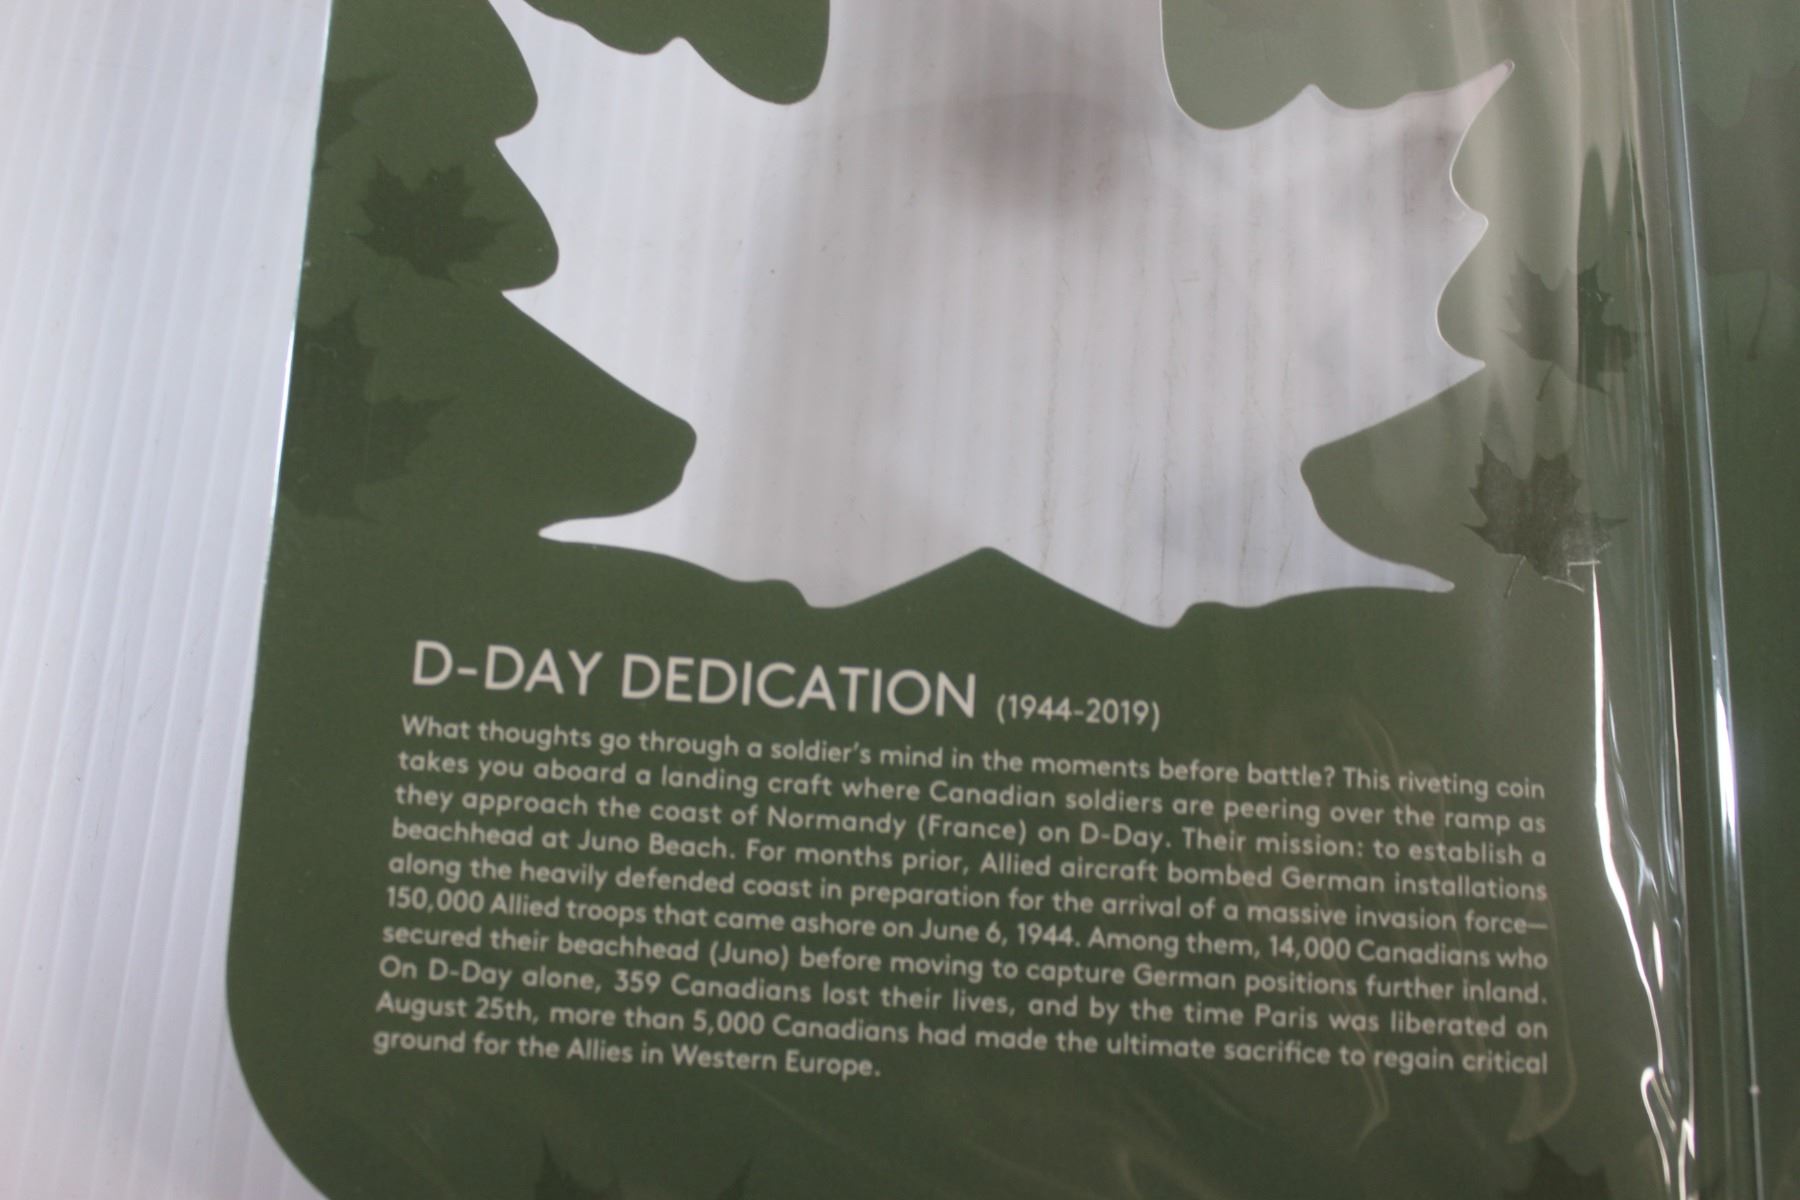 D-DAY DEDICATION (1944-2019)
What thoughts go through a soldier's mind in the moments before battle? This riveting coin
takes you aboard a landing craft where Canadian soldiers are peering over the ramp as
they approach the coast of Normandy (France) on D-Day. Their mission: to establish a
beachhead at Juno Beach. For months prior, Allied aircraft bombed German installations
along the heavily defended coast in preparation for the arrival of a massive invasion force—
150,000 Allied troops that came ashore on June 6, 1944. Among them, 14,000 Canadians who
secured their beachhead (Juno) before moving to capture German positions further inland.
On D-Day alone, 359 Canadians lost their lives, and by the time Paris was liberated on
August 25th, more than 5,000 Canadians had made the ultimate sacrifice to regain critical
ground for the Allies in Western Europe.